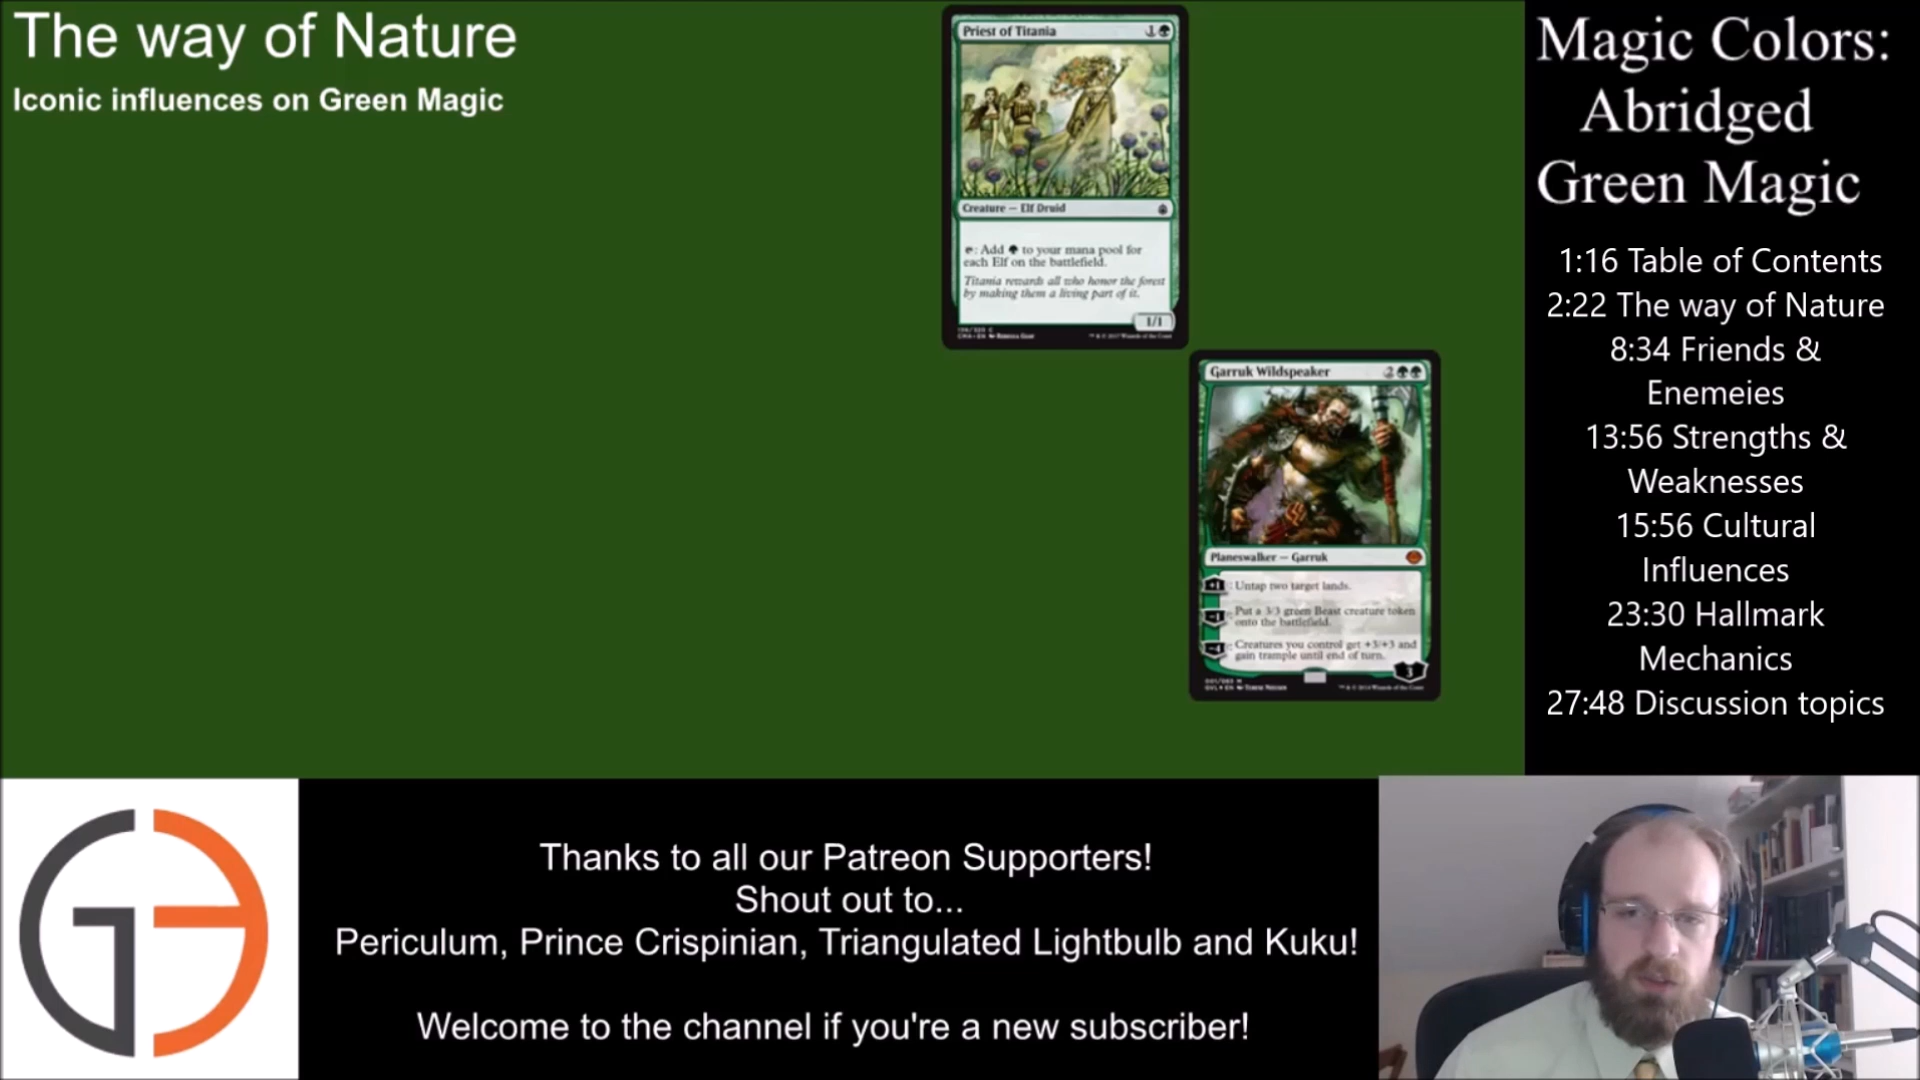 The way of Nature
Iconic influences on Green Magic
Priest of Titania
1
Creature — Elf Druid
: Add to your mana pool for
each Elf on the battlefield.
Titania rewards all who honor the forest
by making them a living part of it.
1/1
Garruk Wildspeaker
2
Planeswalker — Garruk
+1: Untap two target lands.
-1: Put a 3/3 green Beast creature token
onto the battlefield.
-4: Creatures you control get +3/+3 and
gain trample until end of turn.
3
Magic Colors:
Abridged
Green Magic
1:16 Table of Contents
2:22 The way of Nature
8:34 Friends &
Enemeies
13:56 Strengths &
Weaknesses
15:56 Cultural
Influences
23:30 Hallmark
Mechanics
27:48 Discussion topics
Thanks to all our Patreon Supporters!
Shout out to...
Periculum, Prince Crispinian, Triangulated Lightbulb and Kuku!
Welcome to the channel if you're a new subscriber!